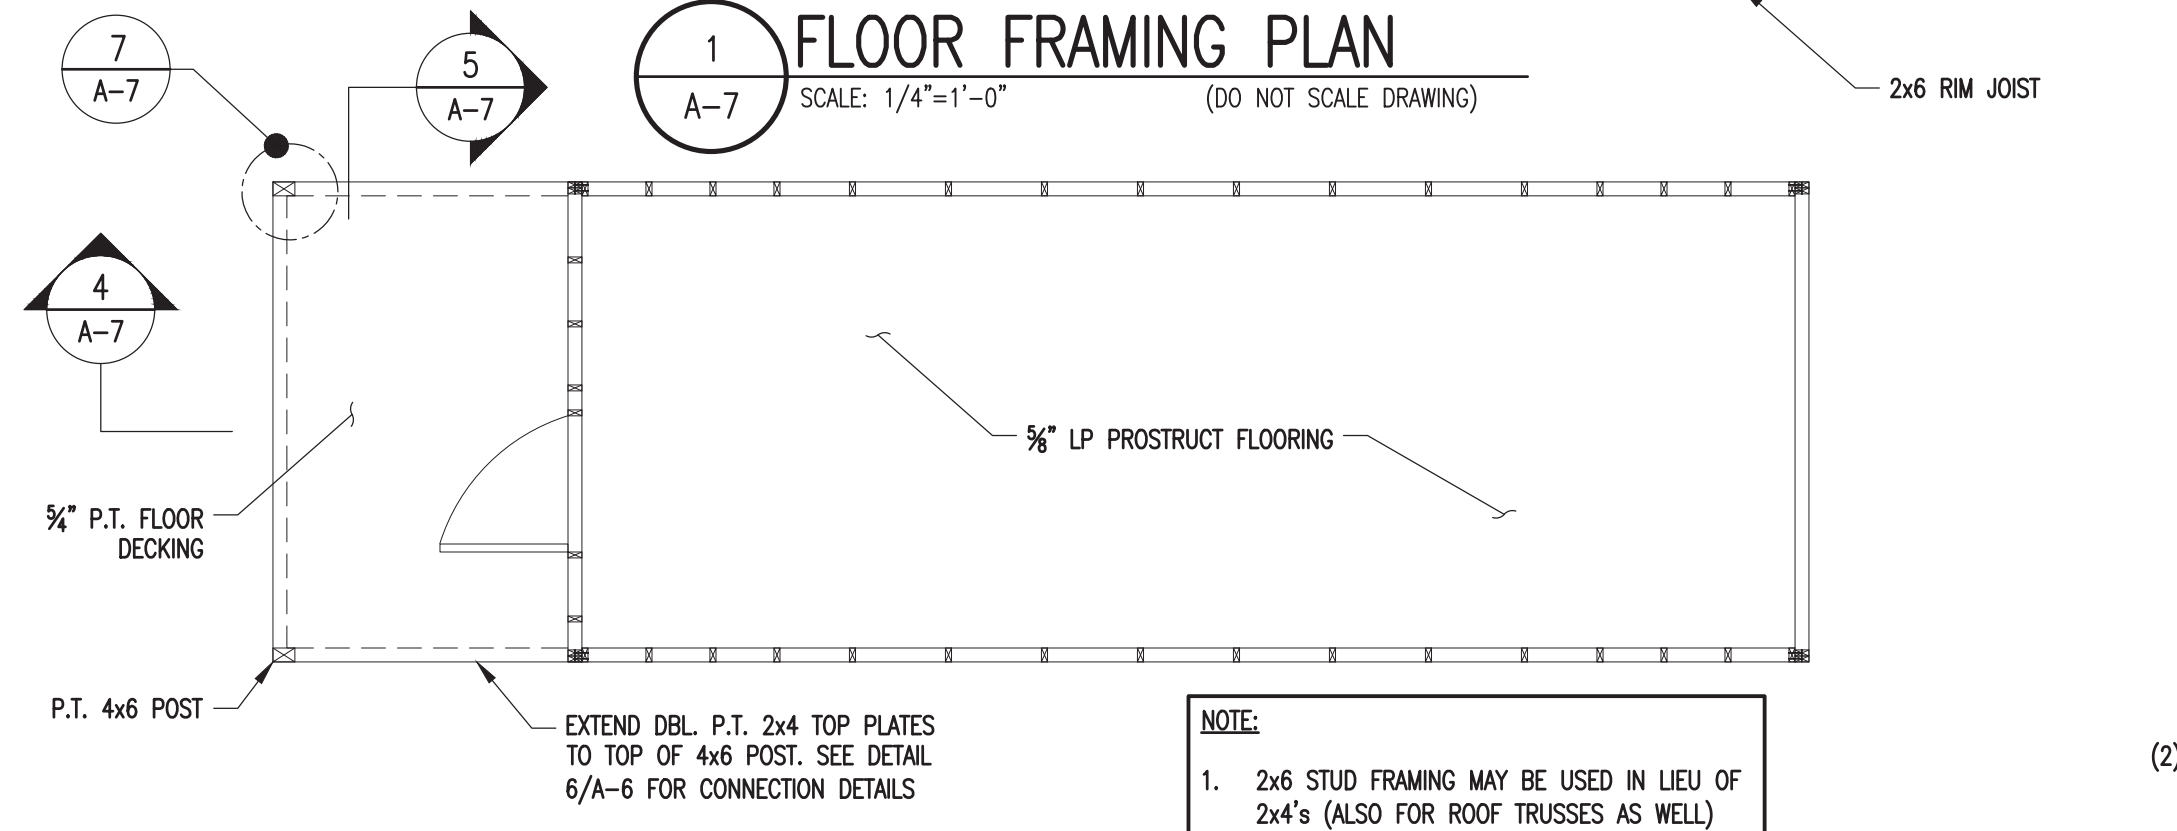 7
A-7
5
A-7
1
A-7
FLOOR FRAMING PLAN
SCALE: 1/4"=1'-0"
(DO NOT SCALE DRAWING)
2x6 RIM JOIST
4
A-7
5/8" LP PROSTRUCT FLOORING
5/4" P.T. FLOOR
DECKING
P.T. 4x6 POST
EXTEND DBL. P.T. 2x4 TOP PLATES
TO TOP OF 4x6 POST. SEE DETAIL
6/A-6 FOR CONNECTION DETAILS
NOTE:
1. 2x6 STUD FRAMING MAY BE USED IN LIEU OF
2x4's (ALSO FOR ROOF TRUSSES AS WELL)
(2)